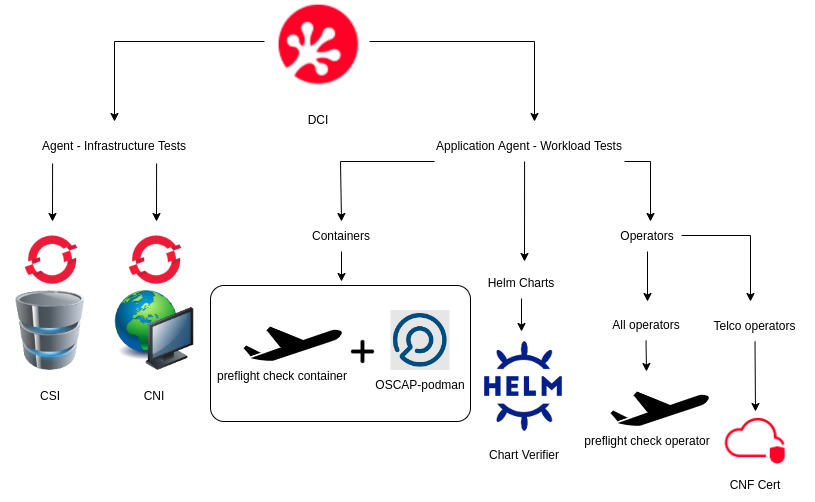 DCI
Agent - Infrastructure Tests
Application Agent - Workload Tests
Containers
Operators
Helm Charts
All operators
Telco operators
preflight check container
OSCAP-podman
HELM
CSI
CNI
Chart Verifier
preflight check operator
CNF Cert